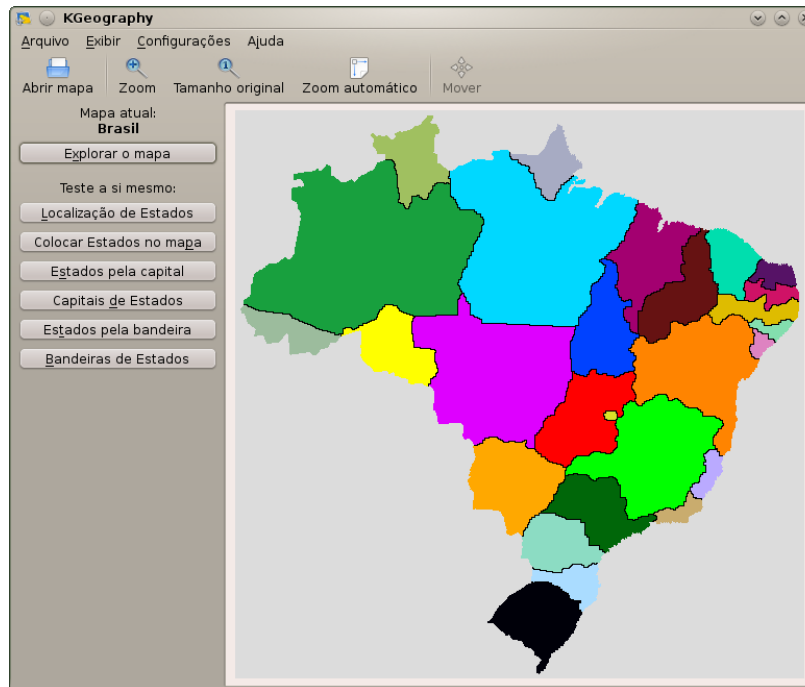 KGeography
Arquivo Exibir Configurações Ajuda
Abrir mapa Zoom Tamanho original Zoom automático Mover
Mapa atual:
Brasil
Explorar o mapa
Teste a si mesmo:
Localização de Estados
Colocar Estados no mapa
Estados pela capital
Capitais de Estados
Estados pela bandeira
Bandeiras de Estados